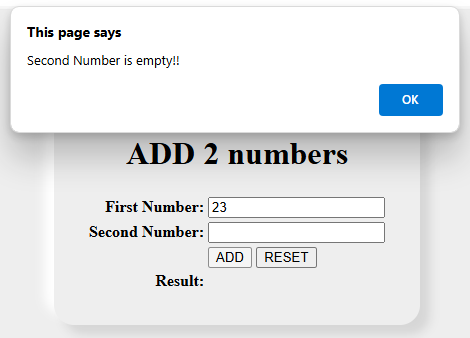 This page says
Second Number is empty!!
OK
ADD 2 numbers
First Number: 23
Second Number:
ADD RESET
Result: